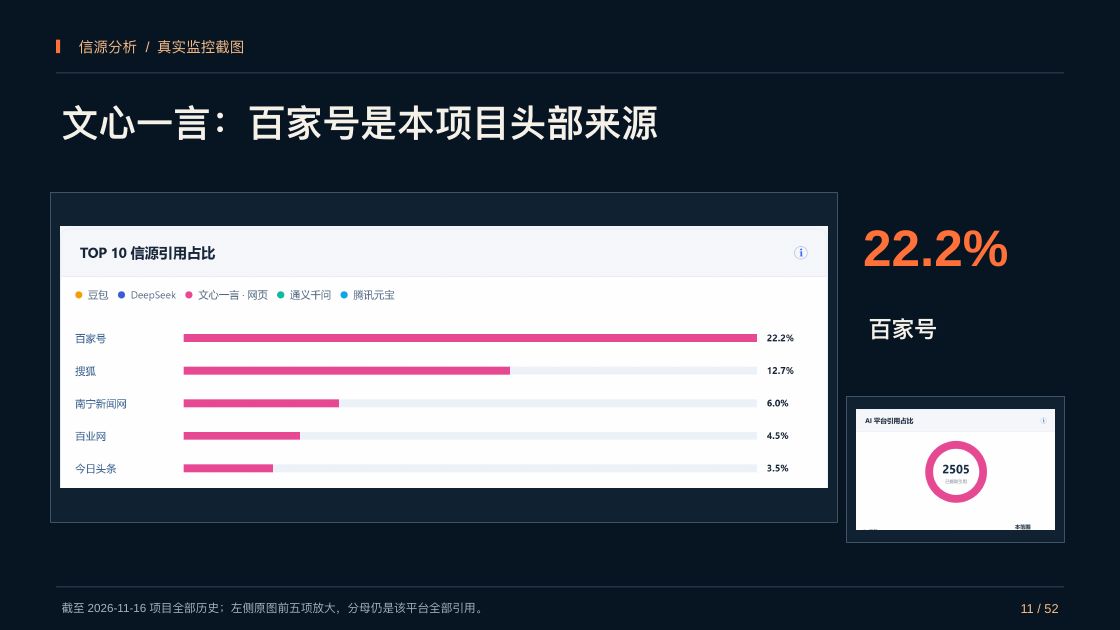 信源分析 / 真实监控截图
文心一言：百家号是本项目头部来源
TOP 10 信源引用占比
豆包 DeepSeek 文心一言 · 网页 通义千问 腾讯元宝
百家号 22.2%
搜狐 12.7%
南宁新闻网 6.0%
百业网 4.5%
今日头条 3.5%
22.2%
百家号
AI 平台引用占比
2505
截至 2026-11-16 项目全部历史；左侧原图前五项放大，分母仍是该平台全部引用。
11 / 52